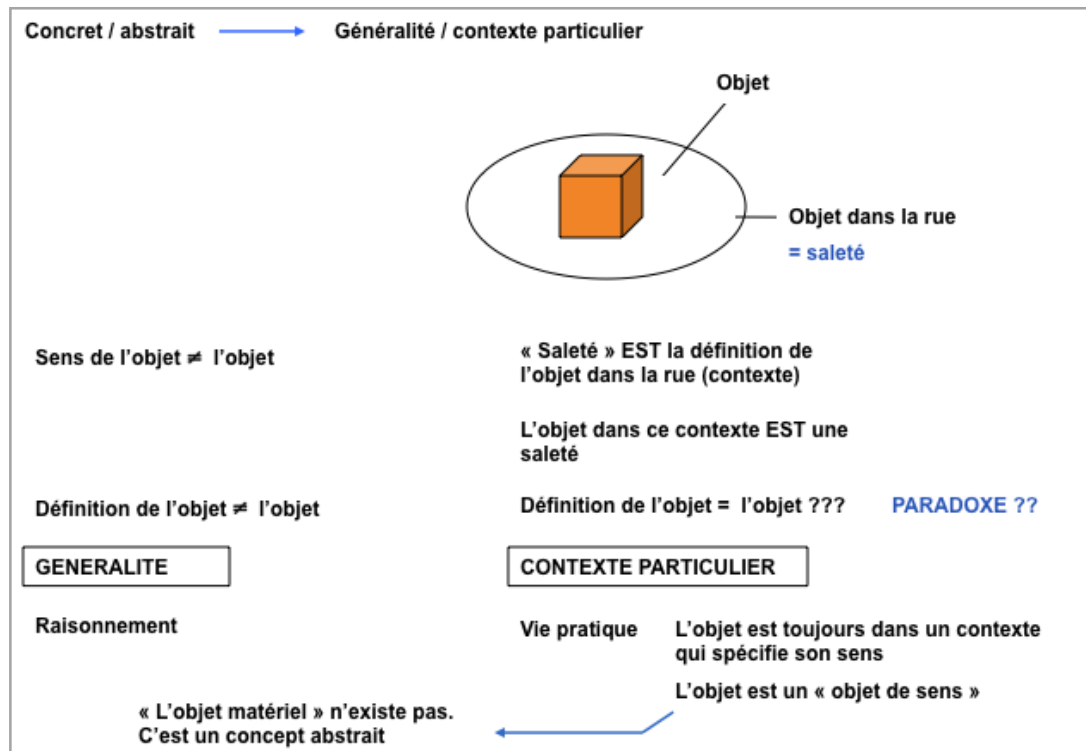 Concret / abstrait
Généralité / contexte particulier
Objet
Objet dans la rue
= saleté
Sens de l'objet ≠ l'objet
« Saleté » EST la définition de
l'objet dans la rue (contexte)
L'objet dans ce contexte EST une
saleté
Définition de l'objet ≠ l'objet
Définition de l'objet = l'objet ???
PARADOXE ??
GENERALITE
CONTEXTE PARTICULIER
Raisonnement
Vie pratique
L'objet est toujours dans un contexte
qui spécifie son sens
L'objet est un « objet de sens »
« L'objet matériel » n'existe pas.
C'est un concept abstrait